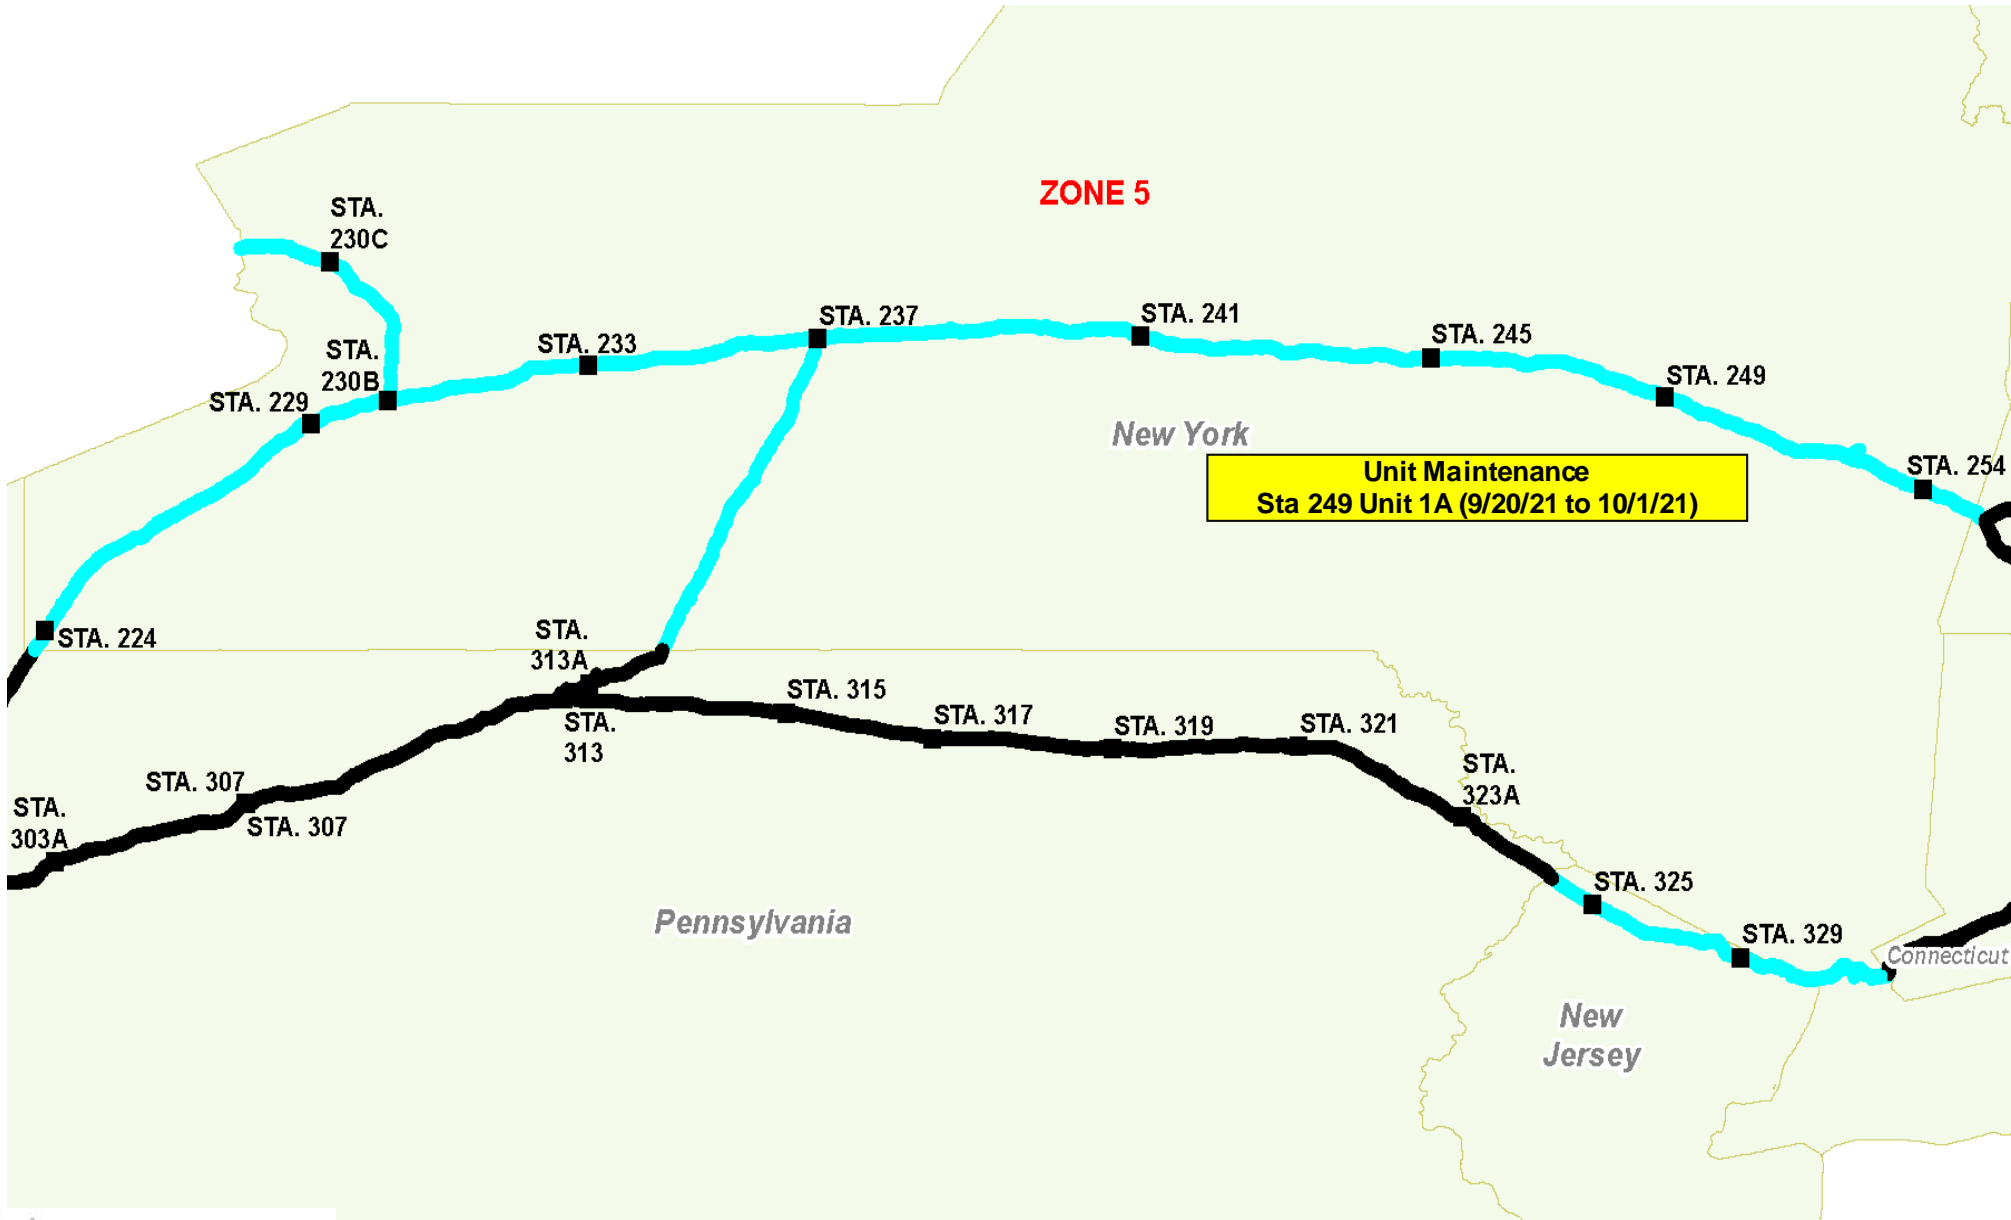 ZONE 5
STA.
230C
STA. 237
STA. 241
STA. 245
STA. 233
STA.
230B
STA. 249
STA. 229
New York
Unit Maintenance
Sta 249 Unit 1A (9/20/21 to 10/1/21)
STA. 254
STA. 224
STA.
313A
STA. 315
STA.
313
STA. 317
STA. 319
STA. 321
STA.
323A
STA. 307
STA. 307
STA.
303A
STA. 325
Pennsylvania
STA. 329
Connecticut
New
Jersey